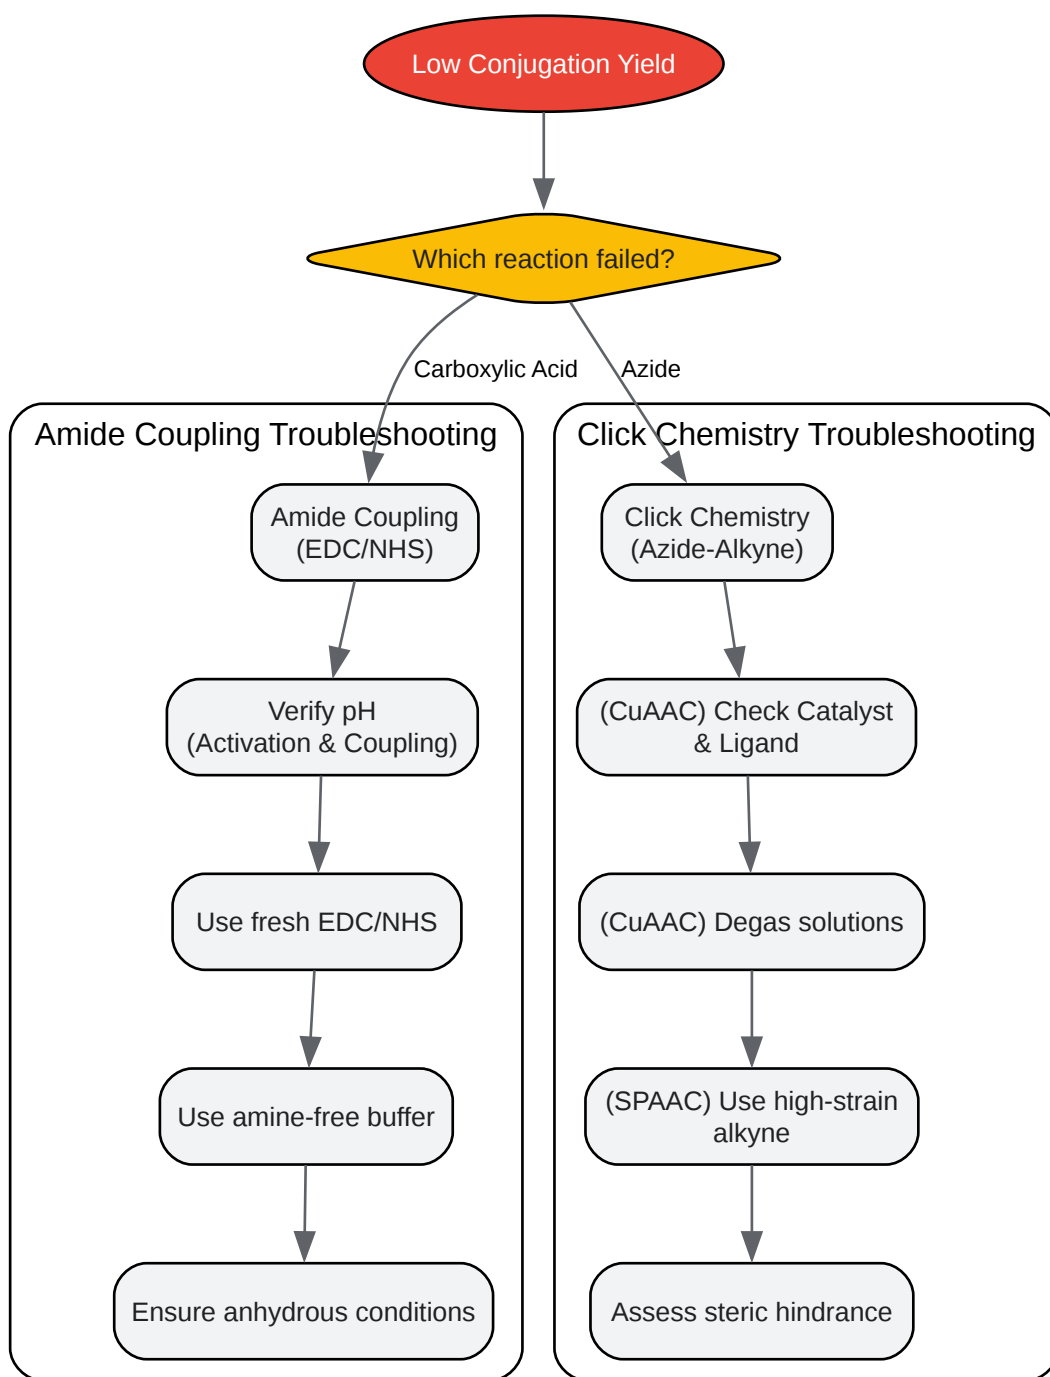 Low Conjugation Yield
Which reaction failed?
Carboxylic Acid
Azide
Amide Coupling Troubleshooting
Amide Coupling
(EDC/NHS)
Verify pH
(Activation & Coupling)
Use fresh EDC/NHS
Use amine-free buffer
Ensure anhydrous conditions
Click Chemistry Troubleshooting
Click Chemistry
(Azide-Alkyne)
(CuAAC) Check Catalyst
& Ligand
(CuAAC) Degas solutions
(SPAAC) Use high-strain
alkyne
Assess steric hindrance